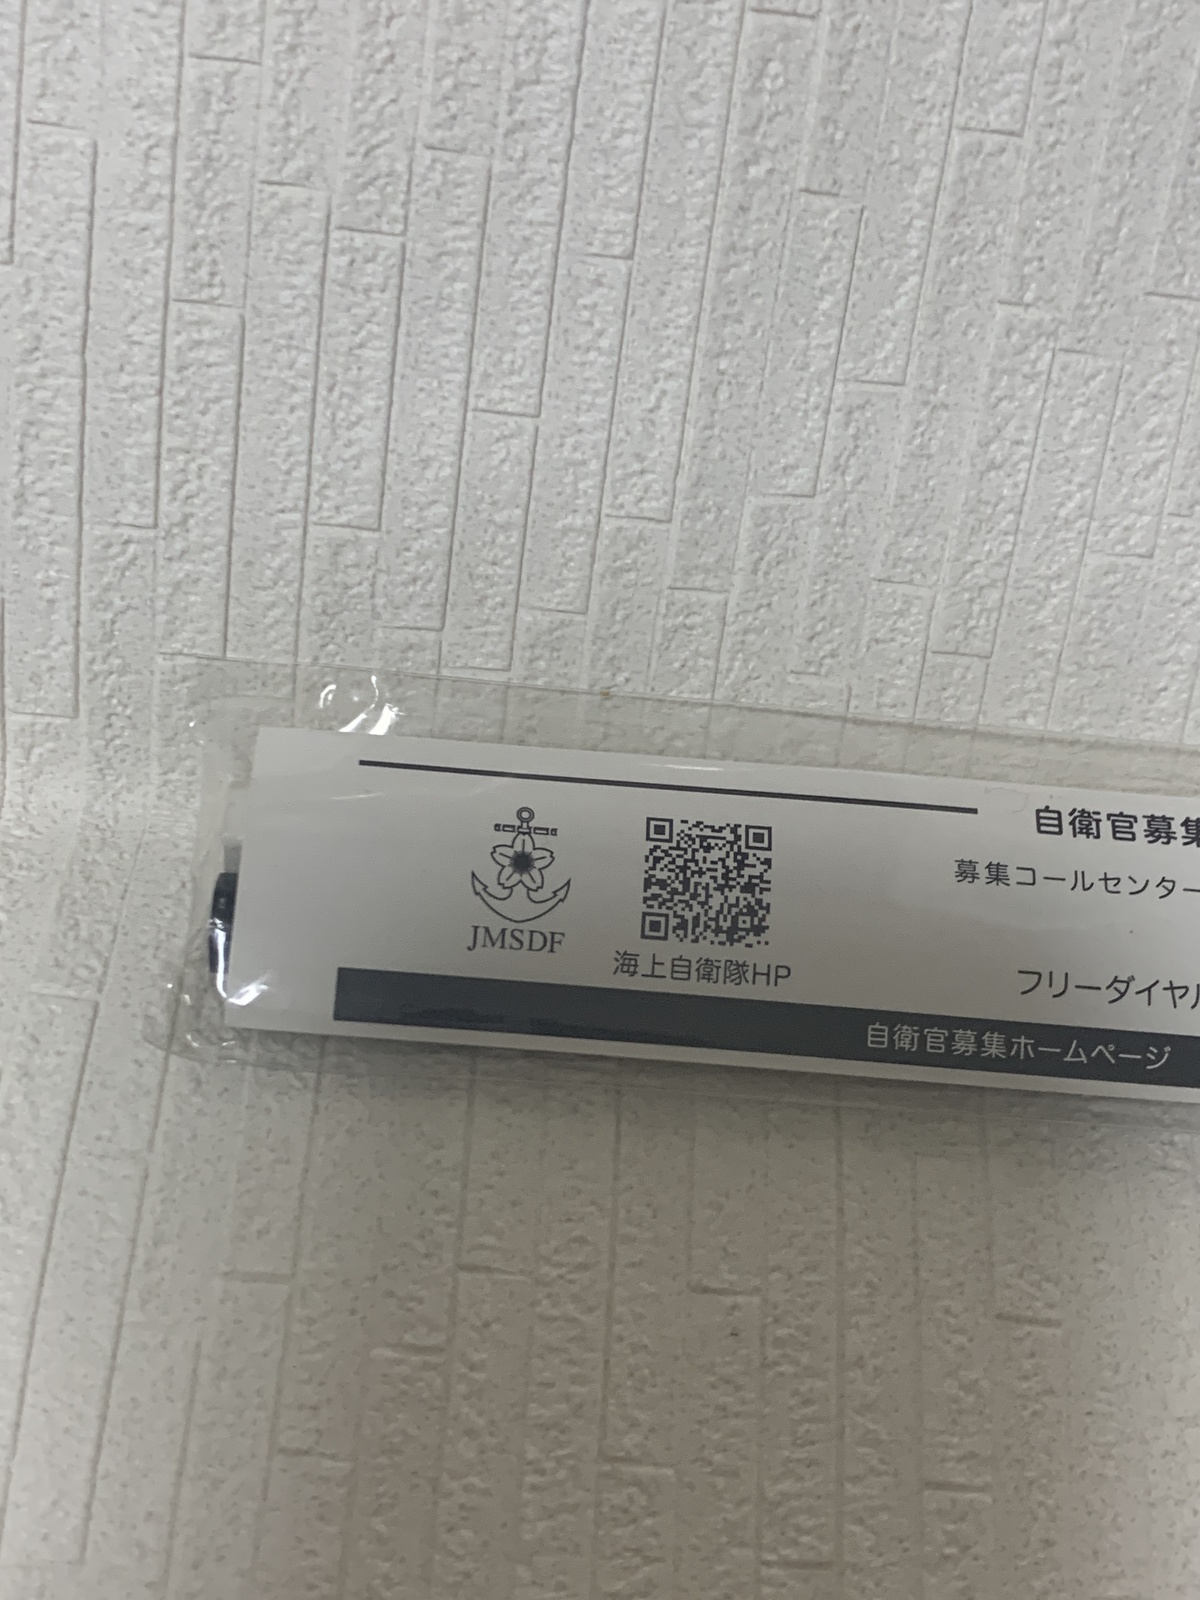 自衛官募集
募集コールセンター
JMSDF
海上自衛隊HP
フリーダイヤル
自衛官募集ホームページ